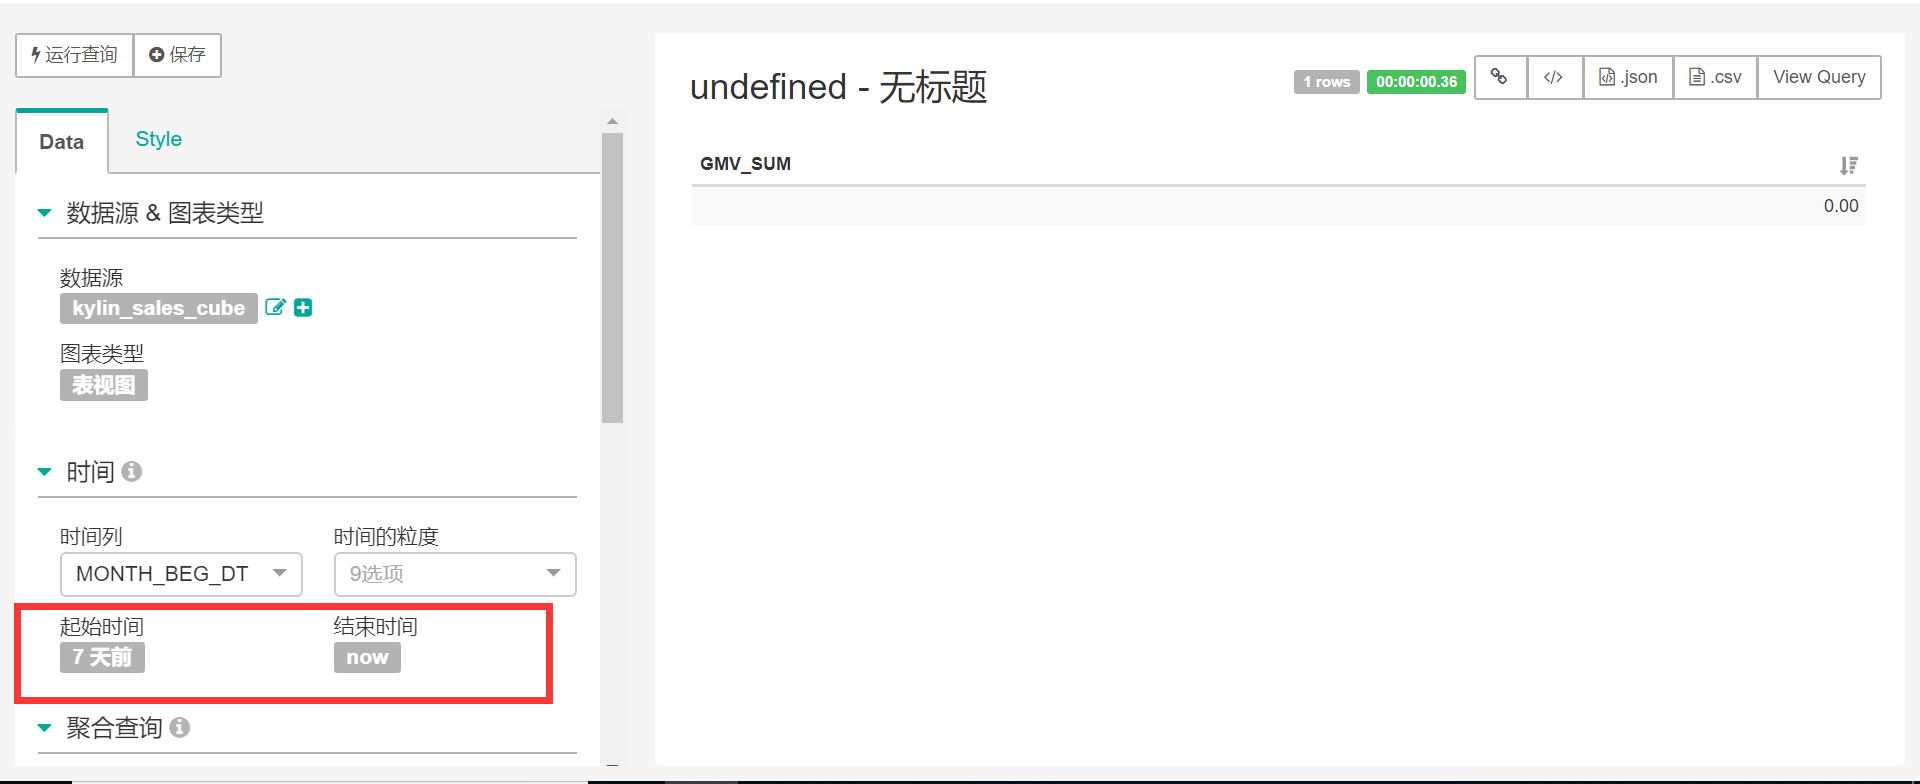 运行查询 保存
Data Style
数据源 & 图表类型
数据源
kylin_sales_cube
图表类型
表视图
时间
时间列 时间的粒度
MONTH_BEG_DT 9选项
起始时间 结束时间
7 天前 now
聚合查询
undefined - 无标题
1 rows 00:00:00.36 </> .json .csv View Query
GMV_SUM
0.00